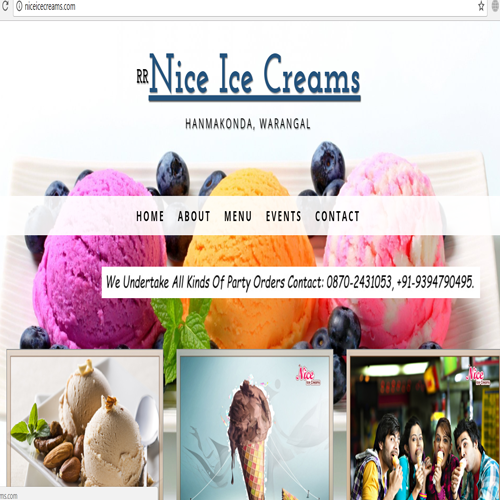 niceicecreams.com
RR Nice Ice Creams
HANMAKONDA, WARANGAL
HOME ABOUT MENU EVENTS CONTACT
We Undertake All Kinds Of Party Orders Contact: 0870-2431053, +91-9394790495.
Nice
Ice Creams
Nice
Ice Creams
ms.com